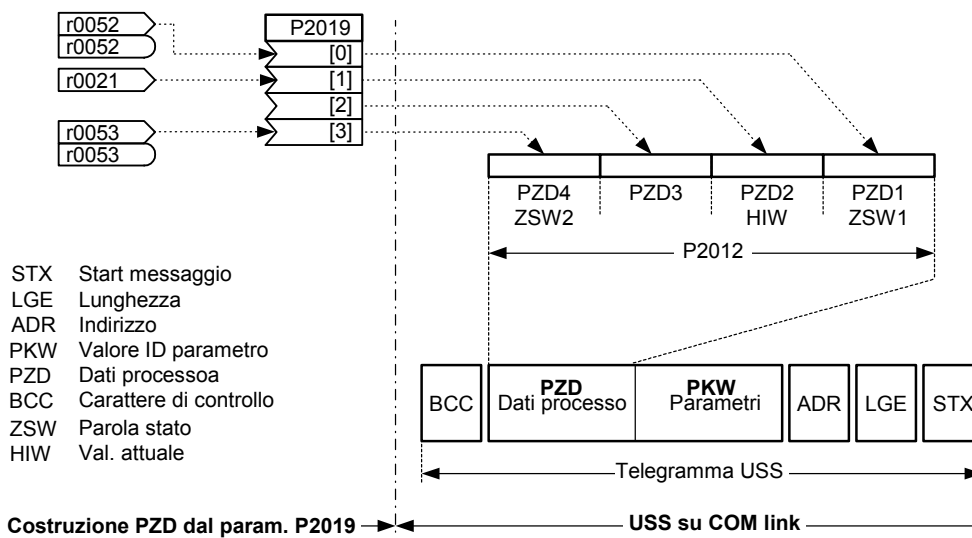 r0052
r0052
r0021
r0053
r0053
P2019
[0]
[1]
[2]
[3]
PZD4 PZD3 PZD2 PZD1
ZSW2 HIW ZSW1
P2012
STX Start messaggio
LGE Lunghezza
ADR Indirizzo
PKW Valore ID parametro
PZD Dati processoa
BCC Carattere di controllo
ZSW Parola stato
HIW Val. attuale
BCC
PZD
Dati processo
PKW
Parametri
ADR
LGE
STX
Telegramma USS
Costruzione PZD dal param. P2019
USS su COM link